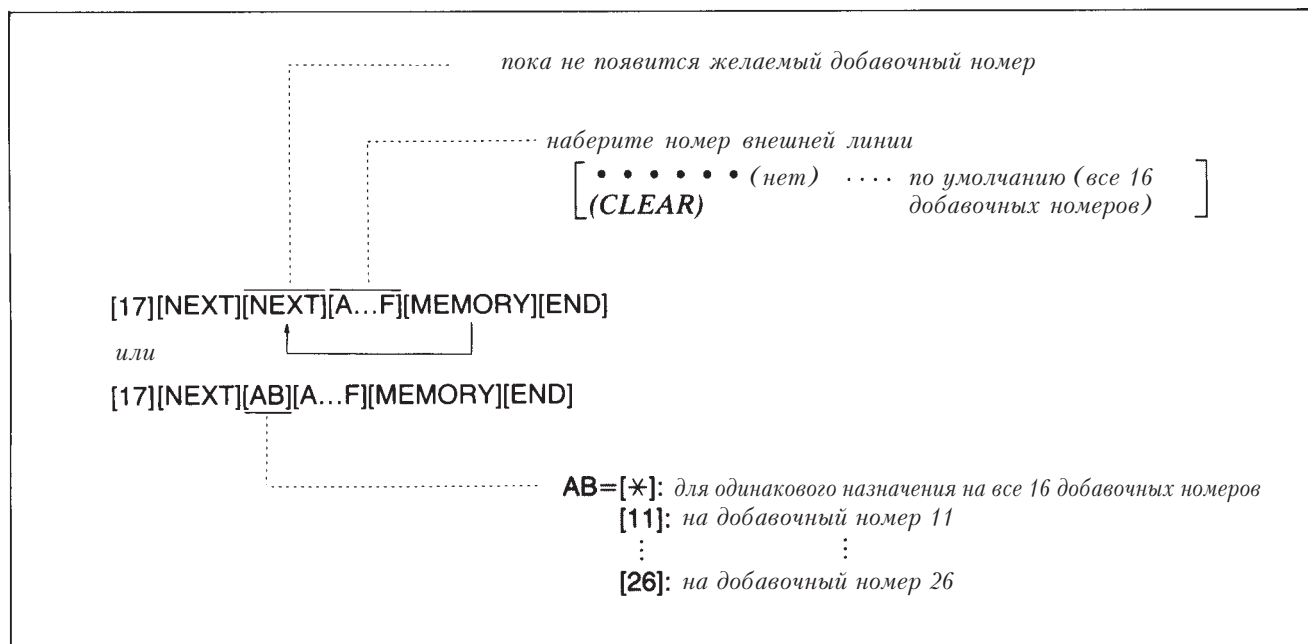 пока не появится желаемый добавочный номер
наберите номер внешней линии
[ • • • • • • (нет) .... по умолчанию (все 16
(CLEAR) добавочных номеров) ]
[17][NEXT][NEXT][A...F][MEMORY][END]
или
[17][NEXT][AB][A...F][MEMORY][END]
AB=[✳]: для одинакового назначения на все 16 добавочных номеров
[11]: на добавочный номер 11
⋮ ⋮
[26]: на добавочный номер 26